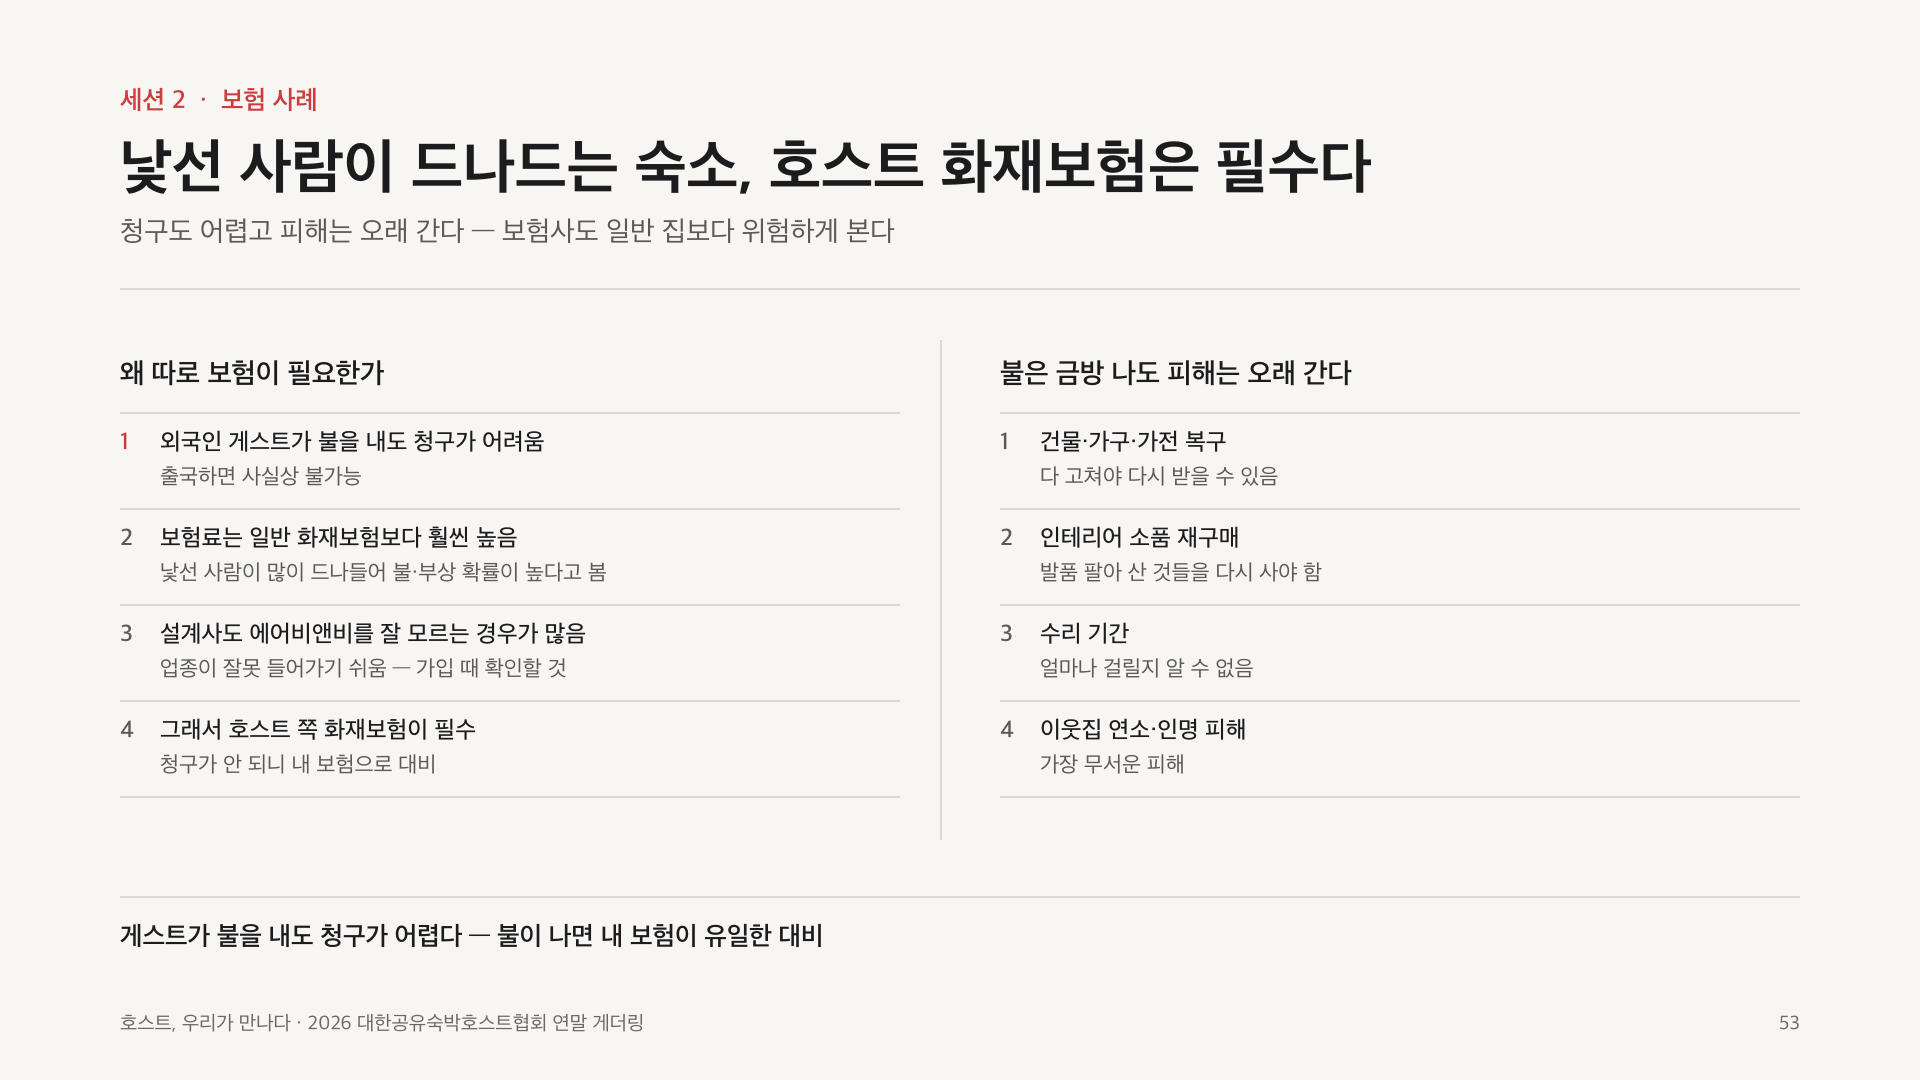 세션 2 · 보험 사례
낯선 사람이 드나드는 숙소, 호스트 화재보험은 필수다
청구도 어렵고 피해는 오래 간다 — 보험사도 일반 집보다 위험하게 본다
왜 따로 보험이 필요한가
1 외국인 게스트가 불을 내도 청구가 어려움
출국하면 사실상 불가능
2 보험료는 일반 화재보험보다 훨씬 높음
낯선 사람이 많이 드나들어 불·부상 확률이 높다고 봄
3 설계사도 에어비앤비를 잘 모르는 경우가 많음
업종이 잘못 들어가기 쉬움 — 가입 때 확인할 것
4 그래서 호스트 쪽 화재보험이 필수
청구가 안 되니 내 보험으로 대비
불은 금방 나도 피해는 오래 간다
1 건물·가구·가전 복구
다 고쳐야 다시 받을 수 있음
2 인테리어 소품 재구매
발품 팔아 산 것들을 다시 사야 함
3 수리 기간
얼마나 걸릴지 알 수 없음
4 이웃집 연소·인명 피해
가장 무서운 피해
게스트가 불을 내도 청구가 어렵다 — 불이 나면 내 보험이 유일한 대비
호스트, 우리가 만나다 · 2026 대한공유숙박호스트협회 연말 게더링
53